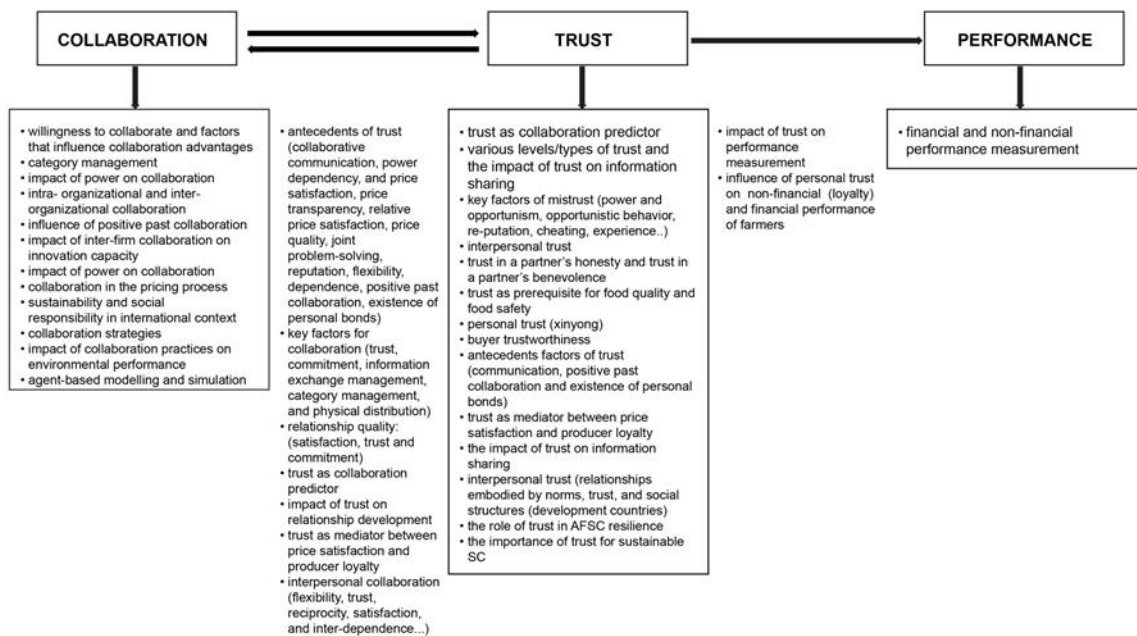 COLLABORATION
TRUST
PERFORMANCE
• willingness to collaborate and factors
that influence collaboration advantages
• category management
• impact of power on collaboration
• intra- organizational and inter-
organizational collaboration
• influence of positive past collaboration
• impact of inter-firm collaboration on
innovation capacity
• impact of power on collaboration
• collaboration in the pricing process
• sustainability and social
responsibility in international context
• collaboration strategies
• impact of collaboration practices on
environmental performance
• agent-based modelling and simulation
• antecedents of trust
(collaborative
communication, power
dependency, and price
satisfaction, price
transparency, relative
price satisfaction, price
quality, joint
problem-solving,
reputation, flexibility,
dependence, positive past
collaboration, existence of
personal bonds)
• key factors for
collaboration (trust,
commitment, information
exchange management,
category management,
and physical distribution)
• relationship quality:
(satisfaction, trust and
commitment)
• trust as collaboration
predictor
• impact of trust on
relationship development
• trust as mediator between
price satisfaction and
producer loyalty
• interpersonal collaboration
(flexibility, trust,
reciprocity, satisfaction,
and inter-dependence...)
• trust as collaboration predictor
• various levels/types of trust and
the impact of trust on information
sharing
• key factors of mistrust (power and
opportunism, opportunistic behavior,
re-putation, cheating, experience..)
• interpersonal trust
• trust in a partner's honesty and trust in
a partner's benevolence
• trust as prerequisite for food quality and
food safety
• personal trust (xinyong)
• buyer trustworthiness
• antecedents factors of trust
(communication, positive past
collaboration and existence of personal
bonds)
• trust as mediator between price
satisfaction and producer loyalty
• the impact of trust on information
sharing
• interpersonal trust (relationships
embodied by norms, trust, and social
structures (development countries)
• the role of trust in AFSC resilience
• the importance of trust for sustainable
SC
• impact of trust on
performance
measurement
• influence of personal trust
on non-financial (loyalty)
and financial performance
of farmers
• financial and non-financial
performance measurement